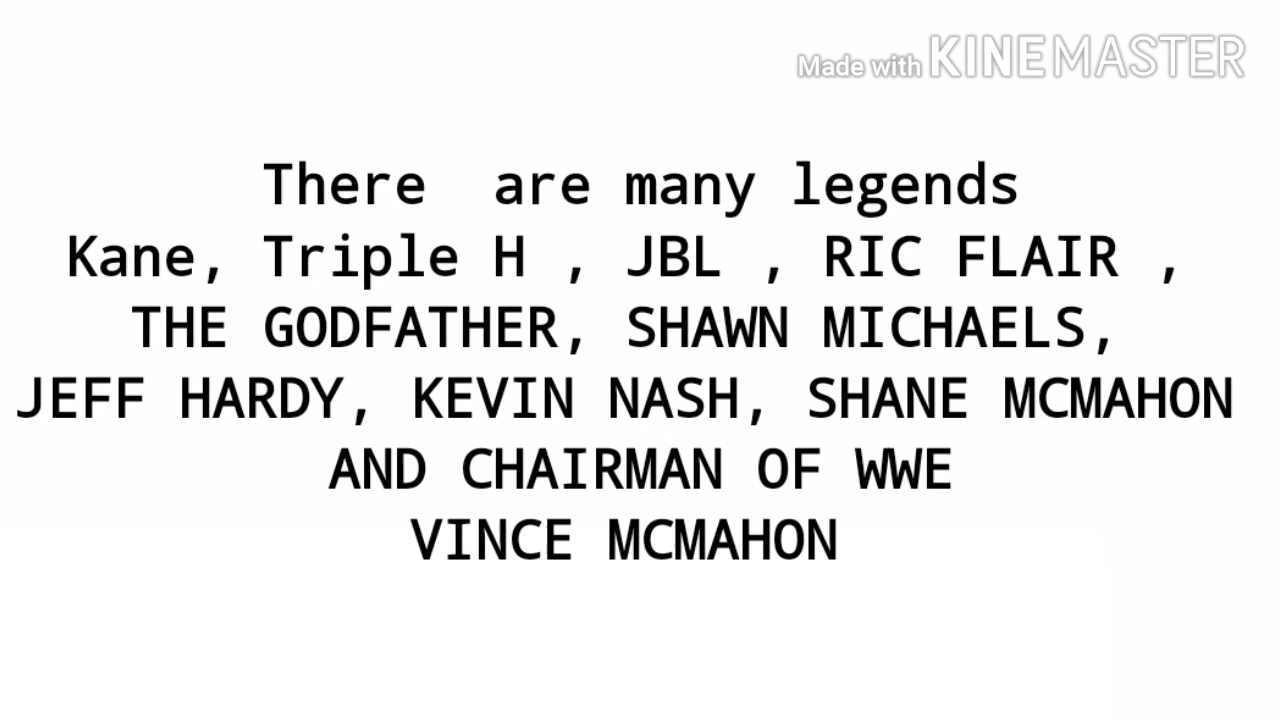 Made with KINEMASTER
There are many legends
Kane, Triple H , JBL , RIC FLAIR ,
THE GODFATHER, SHAWN MICHAELS,
JEFF HARDY, KEVIN NASH, SHANE MCMAHON
AND CHAIRMAN OF WWE
VINCE MCMAHON